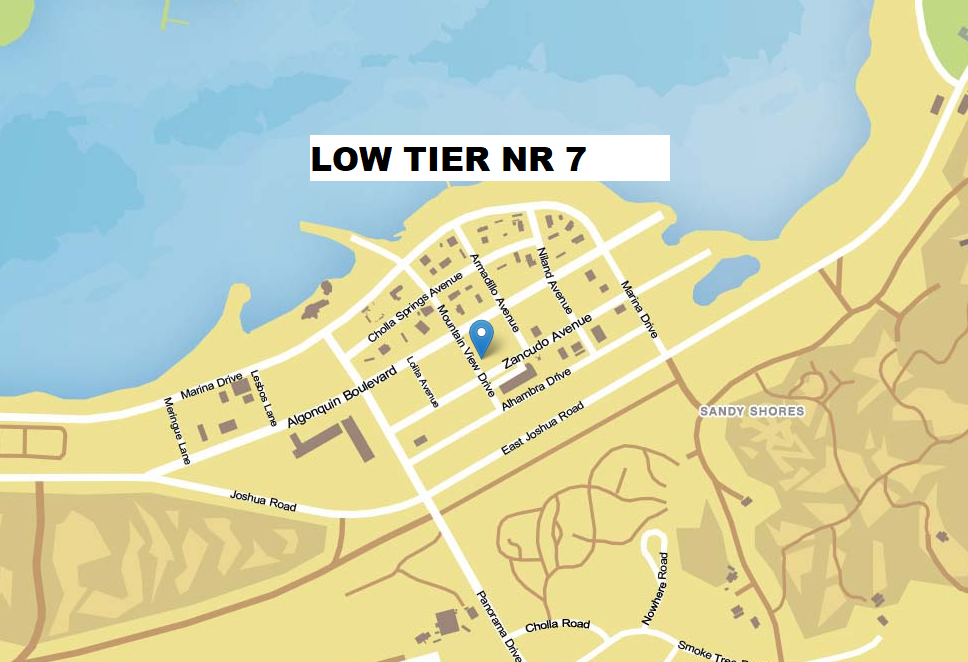 LOW TIER NR 7
Cholla Springs Avenue
Armadillo Avenue
Niland Avenue
Marina Drive
Mountain View Drive
Zancudo Avenue
Lolita Avenue
Alhambra Drive
Marina Drive
Lesbos Lane
Meringue Lane
Algonquin Boulevard
East Joshua Road
SANDY SHORES
Joshua Road
Nowhere Road
Panorama Drive
Cholla Road
Smoke Tree